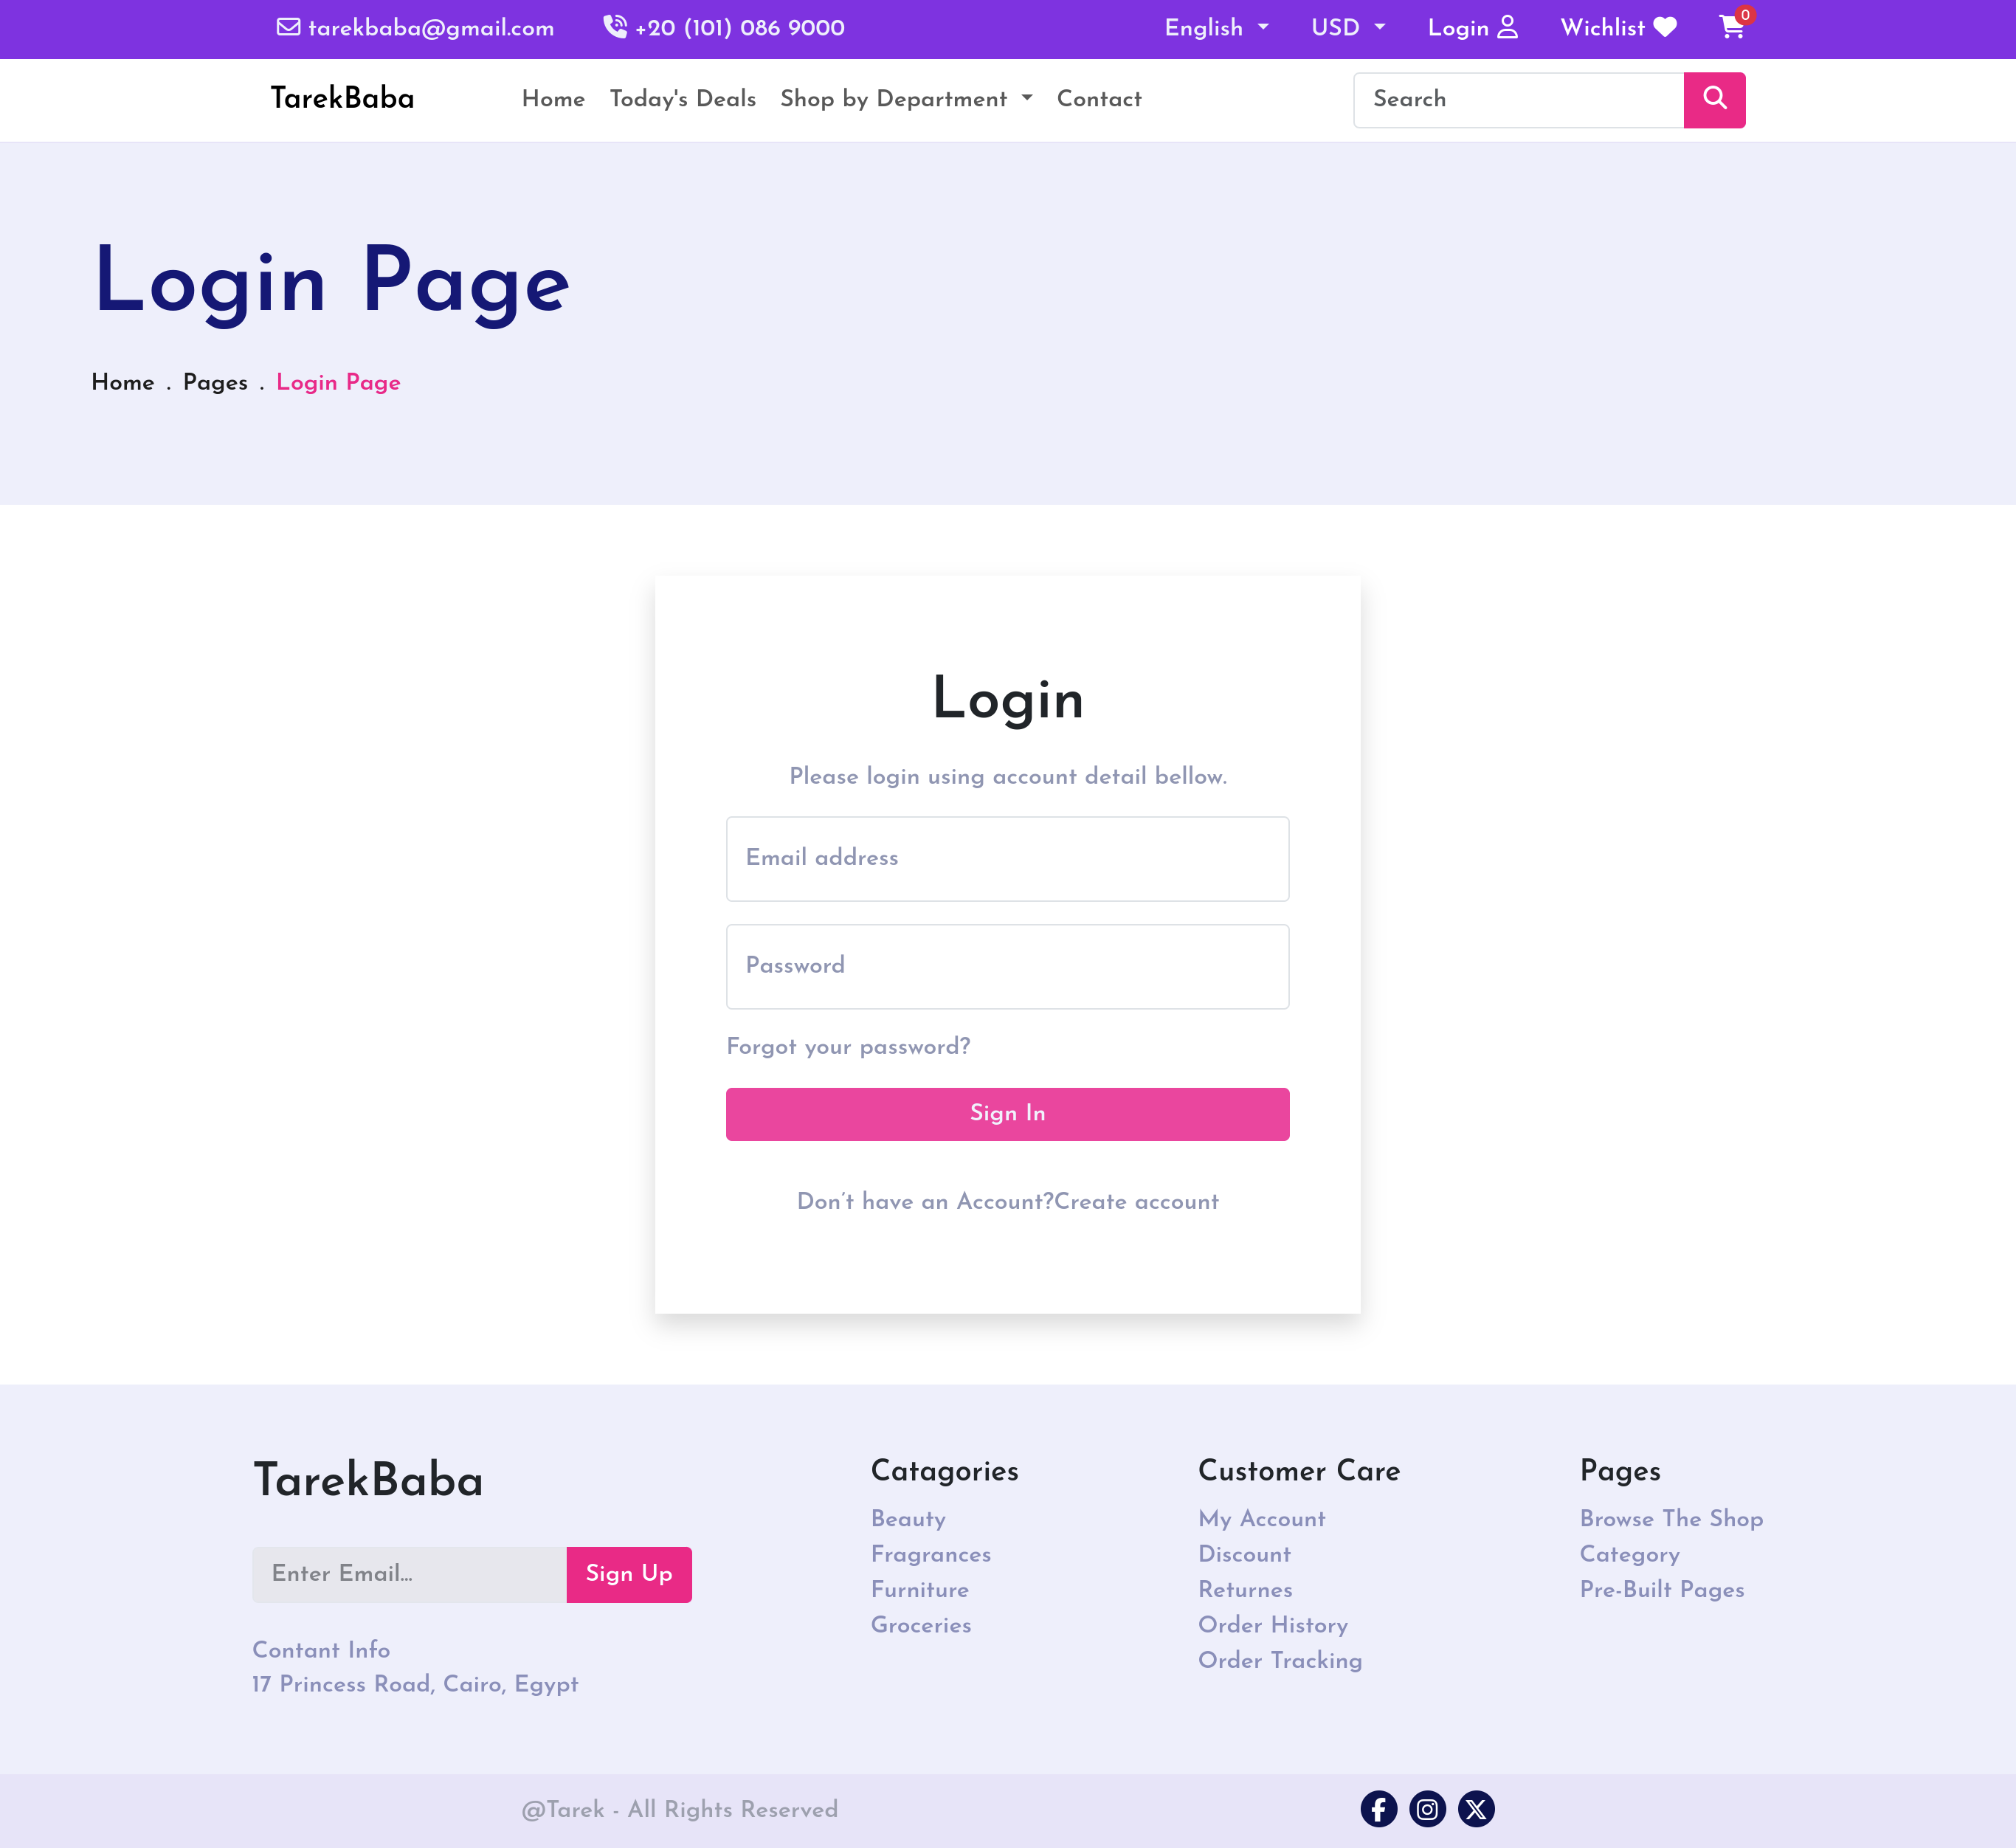 tarekbaba@gmail.com +20 (101) 086 9000 English USD Login Wichlist 0
TarekBaba Home Today's Deals Shop by Department Contact Search
Login Page
Home . Pages . Login Page
Login
Please login using account detail bellow.
Email address
Password
Forgot your password?
Sign In
Don't have an Account?Create account
TarekBaba
Enter Email... Sign Up
Contant Info
17 Princess Road, Cairo, Egypt
Catagories
Beauty
Fragrances
Furniture
Groceries
Customer Care
My Account
Discount
Returnes
Order History
Order Tracking
Pages
Browse The Shop
Category
Pre-Built Pages
@Tarek - All Rights Reserved